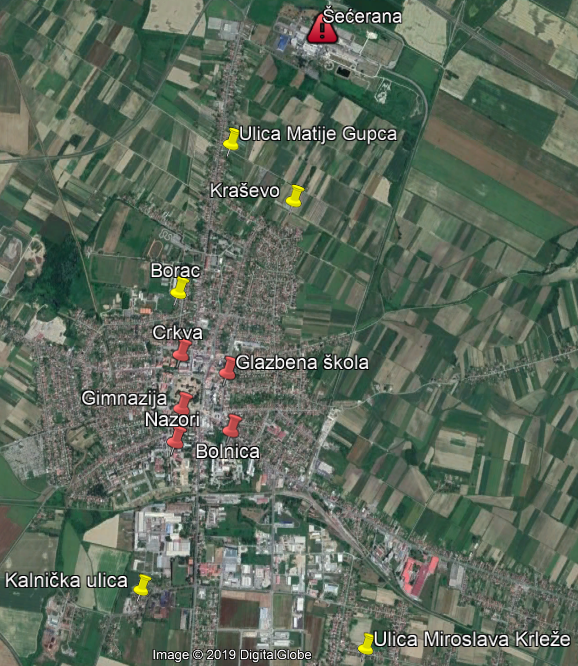 Šećerana
Ulica Matije Gupca
Kraševo
Borac
Crkva
Glazbena škola
Gimnazija
Nazori
Bolnica
Kalnička ulica
Ulica Miroslava Krleže
Image © 2019 DigitalGlobe